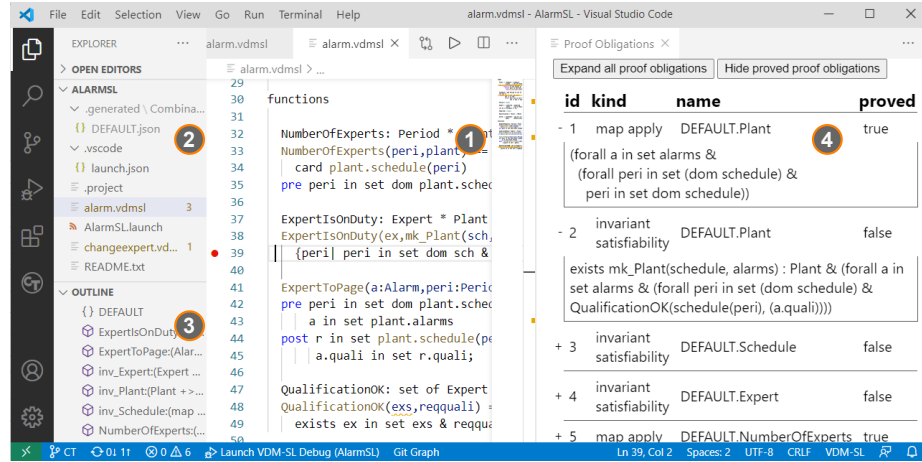 File Edit Selection View Go Run Terminal Help alarm.vdmsl - AlarmSL - Visual Studio Code
EXPLORER ...
OPEN EDITORS
ALARMSL
.generated \ Combina...
{} DEFAULT.json
.vscode
{} launch.json
.project
alarm.vdmsl 3
AlarmSL.launch
changeexpert.vd... 1
README.txt
OUTLINE
{} DEFAULT
ExpertIsOnDuty
ExpertToPage:(Alar...
inv_Expert:(Expert ...
inv_Plant:(Plant +>...
inv_Schedule:(map ...
NumberOfExperts:(...
2
3
alarm.vdmsl alarm.vdmsl
alarm.vdmsl > ...
29
30 functions
31
32 NumberOfExperts: Period *
33 NumberOfExperts(peri,plant) ==
34 card plant.schedule(peri)
35 pre peri in set dom plant.sched
36
37 ExpertIsOnDuty: Expert * Plant
38 ExpertIsOnDuty(ex,mk_Plant(sch,
39 {peri| peri in set dom sch &
40
41 ExpertToPage(a:Alarm,peri:Perio
42 pre peri in set dom plant.sched
43 a in set plant.alarms
44 post r in set plant.schedule(pe
45 a.quali in set r.quali;
46
47 QualificationOK: set of Expert
48 QualificationOK(exs,reqquali) =
49 exists ex in set exs & reqqua
50
1
Proof Obligations
...
Expand all proof obligations Hide proved proof obligations
id kind name proved
- 1 map apply DEFAULT.Plant true
4
(forall a in set alarms &
(forall peri in set (dom schedule) &
peri in set dom schedule))
- 2 invariant satisfiability DEFAULT.Plant false
exists mk_Plant(schedule, alarms) : Plant & (forall a in
set alarms & (forall peri in set (dom schedule) &
QualificationOK(schedule(peri), (a.quali))))
+ 3 invariant satisfiability DEFAULT.Schedule false
+ 4 invariant satisfiability DEFAULT.Expert false
+ 5 map apply DEFAULT.NumberOfExperts true
CT 0↓ 1↑ 0 6 Launch VDM-SL Debug (AlarmSL) Git Graph Ln 39, Col 2 Spaces: 2 UTF-8 CRLF VDM-SL